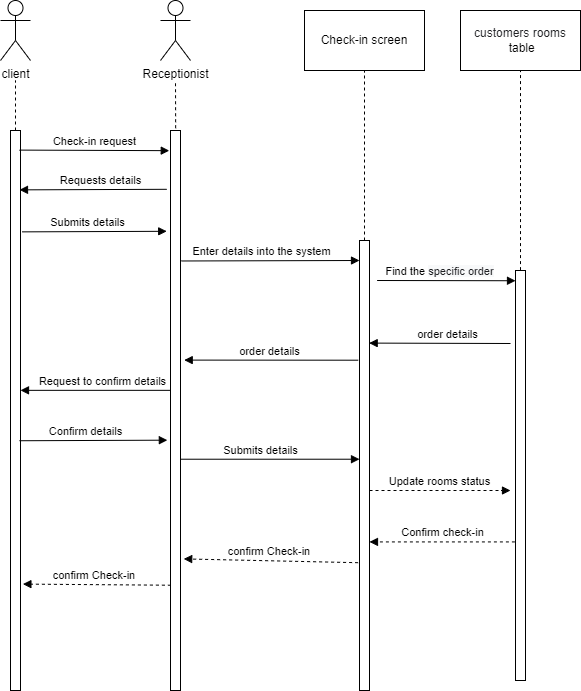 client
Receptionist
Check-in screen
customers rooms
table
Check-in request
Requests details
Submits details
Enter details into the system
Find the specific order
order details
order details
Request to confirm details
Confirm details
Submits details
Update rooms status
Confirm check-in
confirm Check-in
confirm Check-in